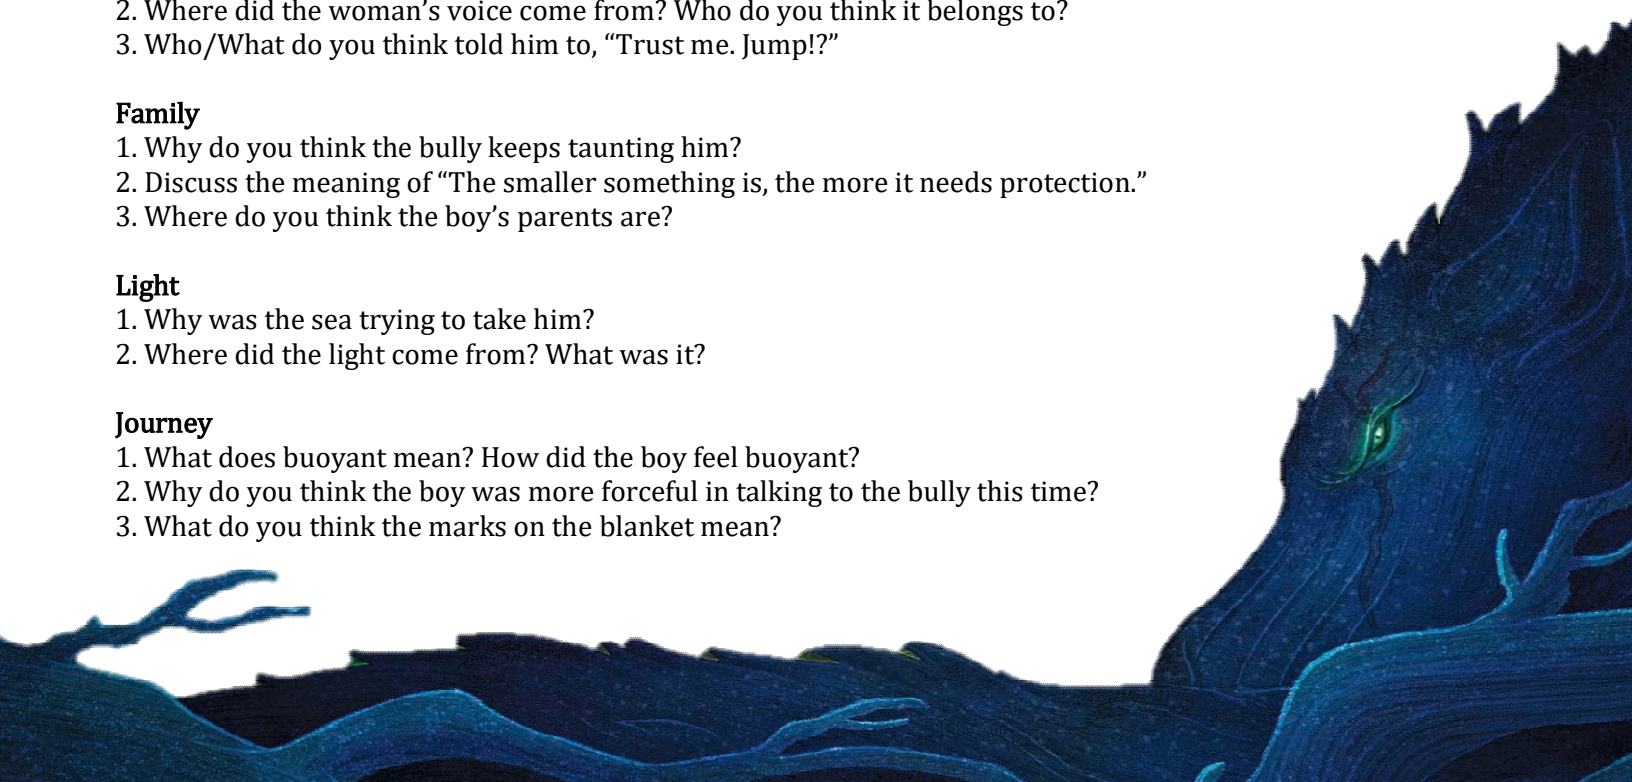 2. Where did the woman’s voice come from? Who do you think it belongs to?
3. Who/What do you think told him to, “Trust me. Jump!?”
Family
1. Why do you think the bully keeps taunting him?
2. Discuss the meaning of “The smaller something is, the more it needs protection.”
3. Where do you think the boy’s parents are?
Light
1. Why was the sea trying to take him?
2. Where did the light come from? What was it?
Journey
1. What does buoyant mean? How did the boy feel buoyant?
2. Why do you think the boy was more forceful in talking to the bully this time?
3. What do you think the marks on the blanket mean?